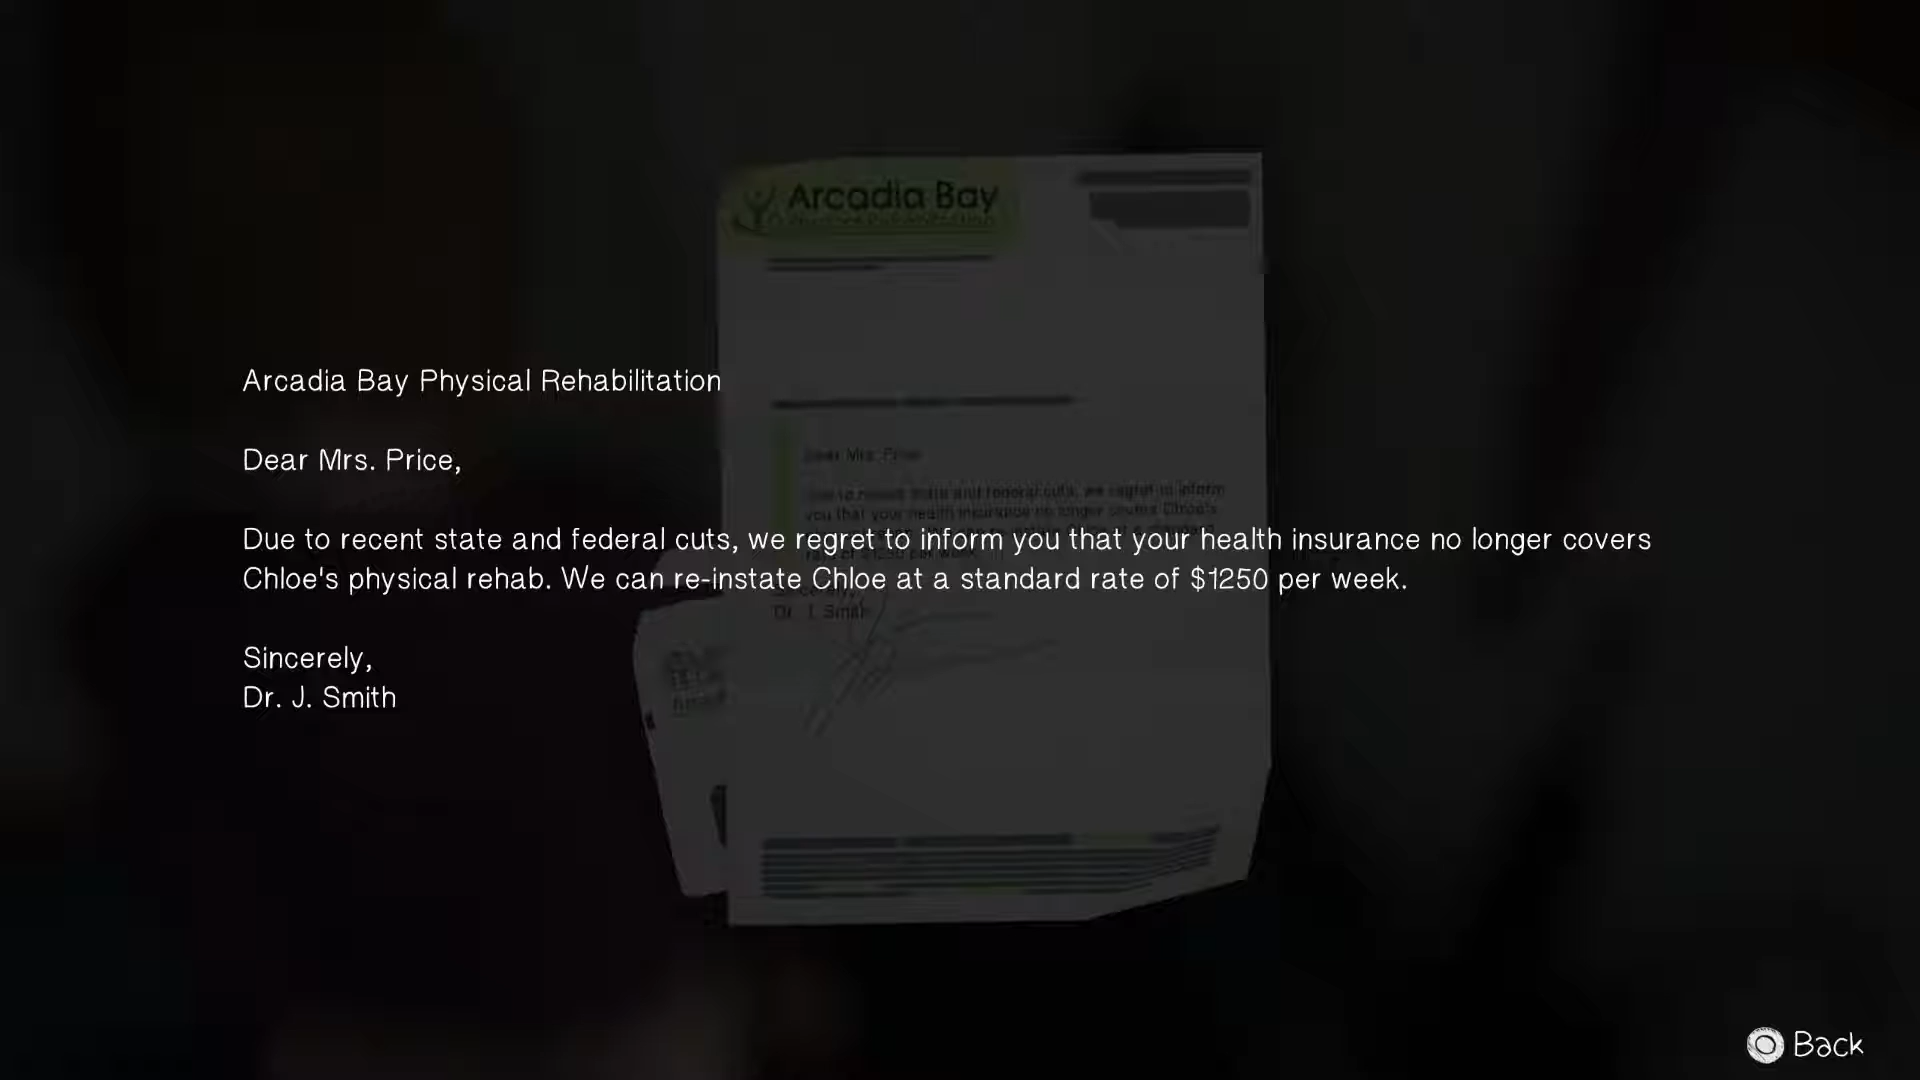 Arcadia Bay
Arcadia Bay Physical Rehabilitation
Dear Mrs. Price,
Due to recent state and federal cuts, we regret to inform you that your health insurance no longer covers
Chloe's physical rehab. We can re-instate Chloe at a standard rate of $1250 per week.
Sincerely,
Dr. J. Smith
Back